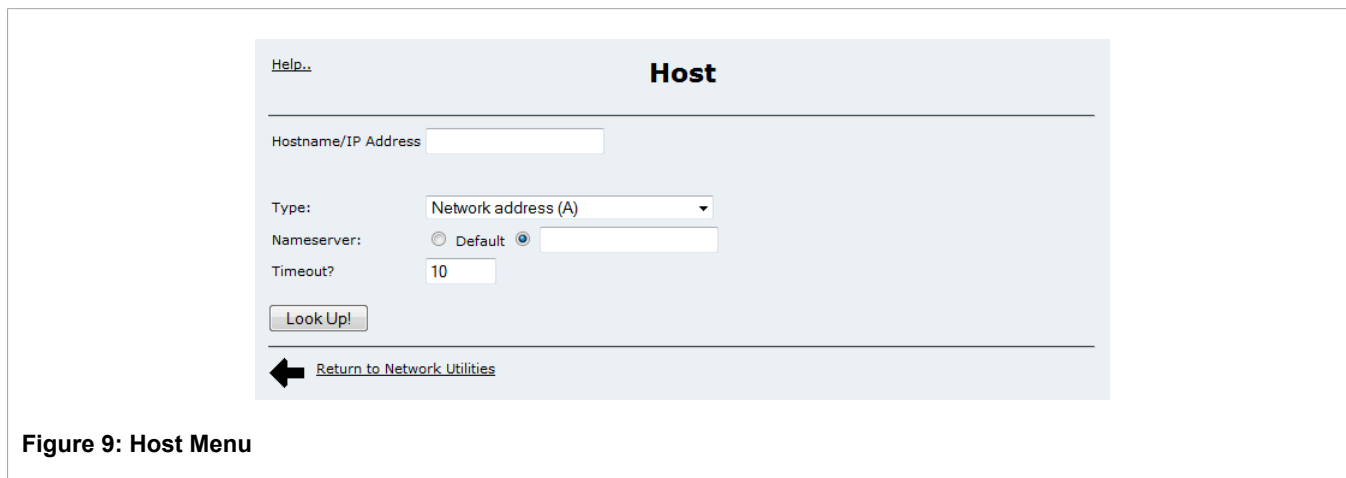 Help..
Host
Hostname/IP Address
Type: Network address (A)
Nameserver: Default
Timeout? 10
Look Up!
Return to Network Utilities
Figure 9: Host Menu